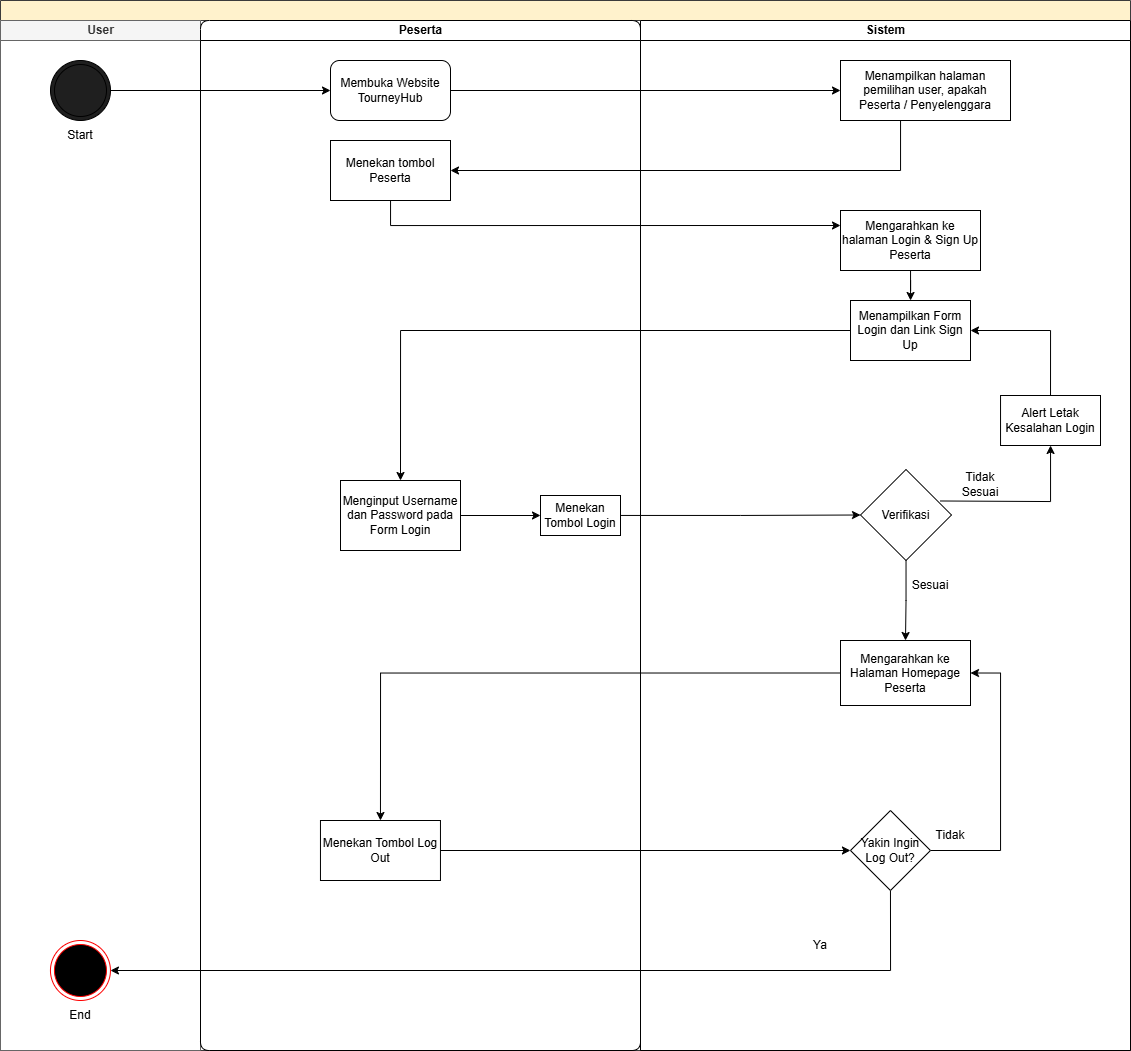 User
Peserta
Sistem
Start
Membuka Website
TourneyHub
Menampilkan halaman
pemilihan user, apakah
Peserta / Penyelenggara
Menekan tombol
Peserta
Mengarahkan ke
halaman Login & Sign Up
Peserta
Menampilkan Form
Login dan Link Sign
Up
Alert Letak
Kesalahan Login
Menginput Username
dan Password pada
Form Login
Menekan
Tombol Login
Verifikasi
Tidak
Sesuai
Sesuai
Mengarahkan ke
Halaman Homepage
Peserta
Menekan Tombol Log
Out
Yakin Ingin
Log Out?
Tidak
Ya
End